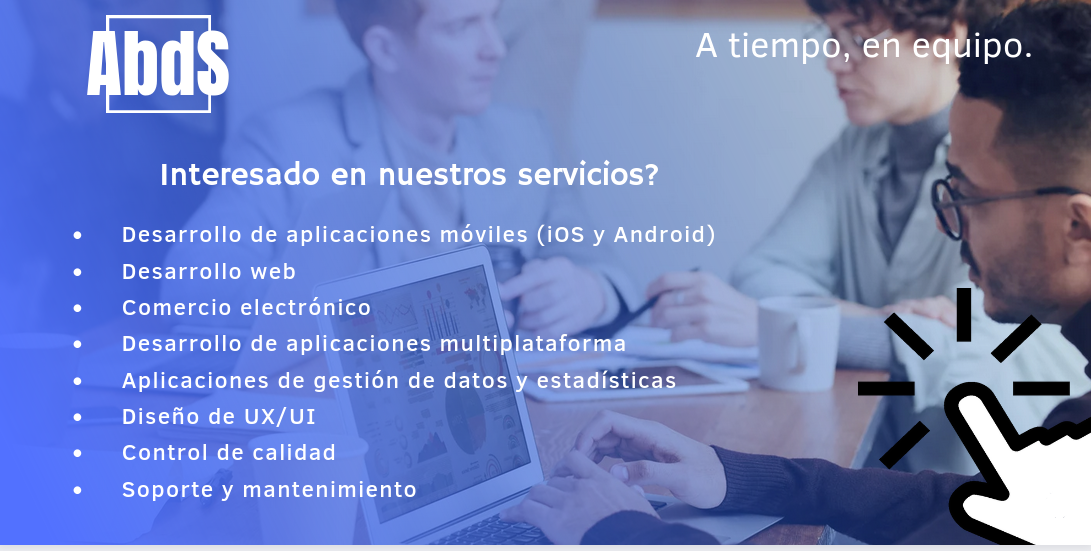 AbdS
A tiempo, en equipo.
Interesado en nuestros servicios?
• Desarrollo de aplicaciones móviles (iOS y Android)
• Desarrollo web
• Comercio electrónico
• Desarrollo de aplicaciones multiplataforma
• Aplicaciones de gestión de datos y estadísticas
• Diseño de UX/UI
• Control de calidad
• Soporte y mantenimiento